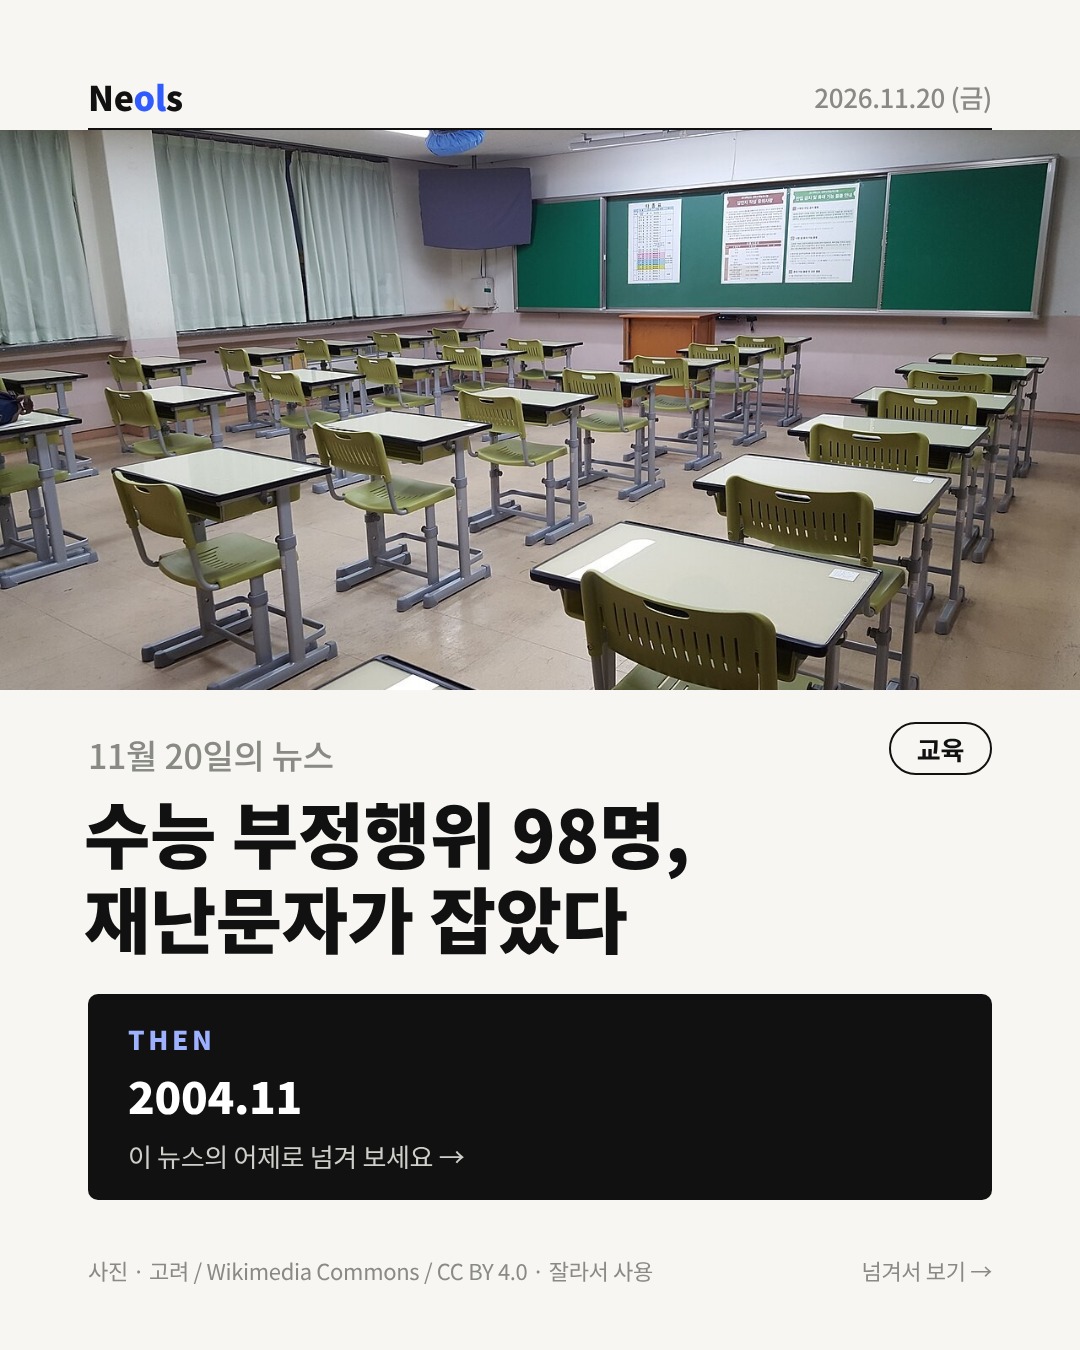 Neols
2026.11.20 (금)
11월 20일의 뉴스
교육
수능 부정행위 98명,
재난문자가 잡았다
THEN
2004.11
이 뉴스의 어제로 넘겨 보세요 →
사진 · 고려 / Wikimedia Commons / CC BY 4.0 · 잘라서 사용
넘겨서 보기 →